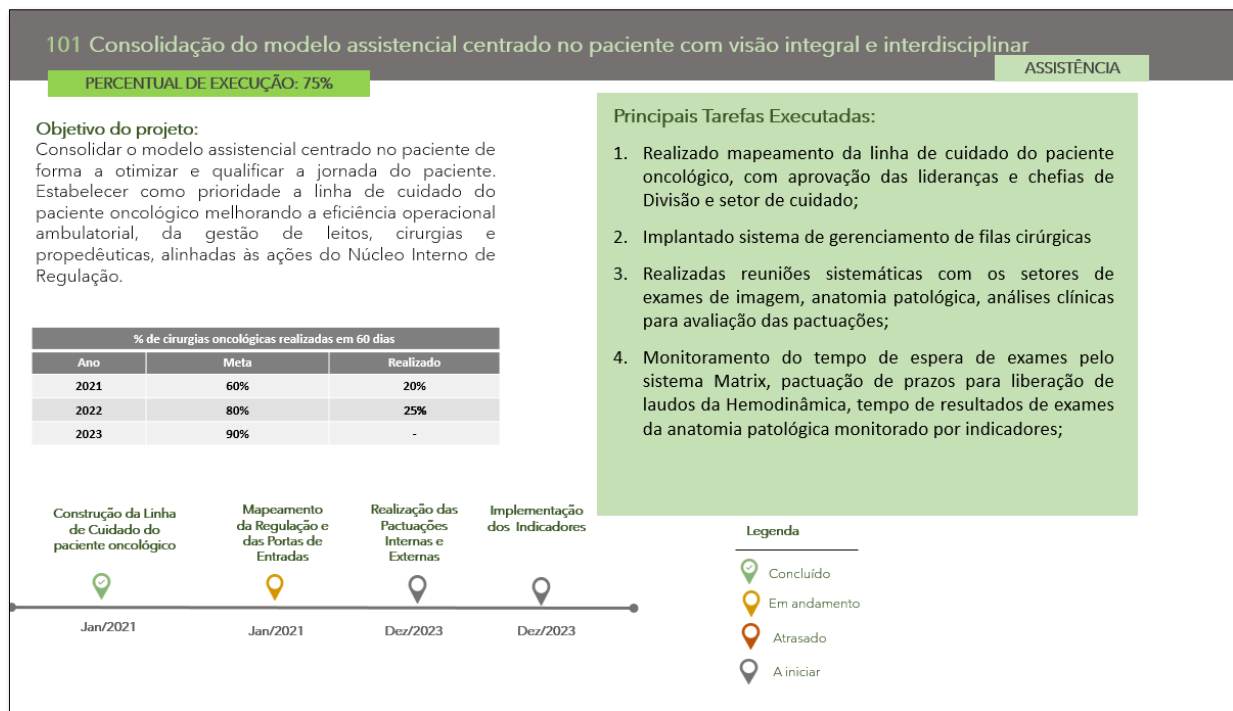 101 Consolidação do modelo assistencial centrado no paciente com visão integral e interdisciplinar
ASSISTÊNCIA
PERCENTUAL DE EXECUÇÃO: 75%
Objetivo do projeto:
Consolidar o modelo assistencial centrado no paciente de
forma a otimizar e qualificar a jornada do paciente.
Estabelecer como prioridade a linha de cuidado do
paciente oncológico melhorando a eficiência operacional
ambulatorial, da gestão de leitos, cirurgias e
propedêuticas, alinhadas às ações do Núcleo Interno de
Regulação.
% de cirurgias oncológicas realizadas em 60 dias
Ano Meta Realizado
2021 60% 20%
2022 80% 25%
2023 90% -
Principais Tarefas Executadas:
1. Realizado mapeamento da linha de cuidado do paciente
oncológico, com aprovação das lideranças e chefias de
Divisão e setor de cuidado;
2. Implantado sistema de gerenciamento de filas cirúrgicas
3. Realizadas reuniões sistemáticas com os setores de
exames de imagem, anatomia patológica, análises clínicas
para avaliação das pactuações;
4. Monitoramento do tempo de espera de exames pelo
sistema Matrix, pactuação de prazos para liberação de
laudos da Hemodinâmica, tempo de resultados de exames
da anatomia patológica monitorado por indicadores;
Construção da Linha
de Cuidado do
paciente oncológico
Jan/2021
Mapeamento
da Regulação e
das Portas de
Entradas
Jan/2021
Realização das
Pactuações
Internas e
Externas
Dez/2023
Implementação
dos Indicadores
Dez/2023
Legenda
Concluído
Em andamento
Atrasado
A iniciar